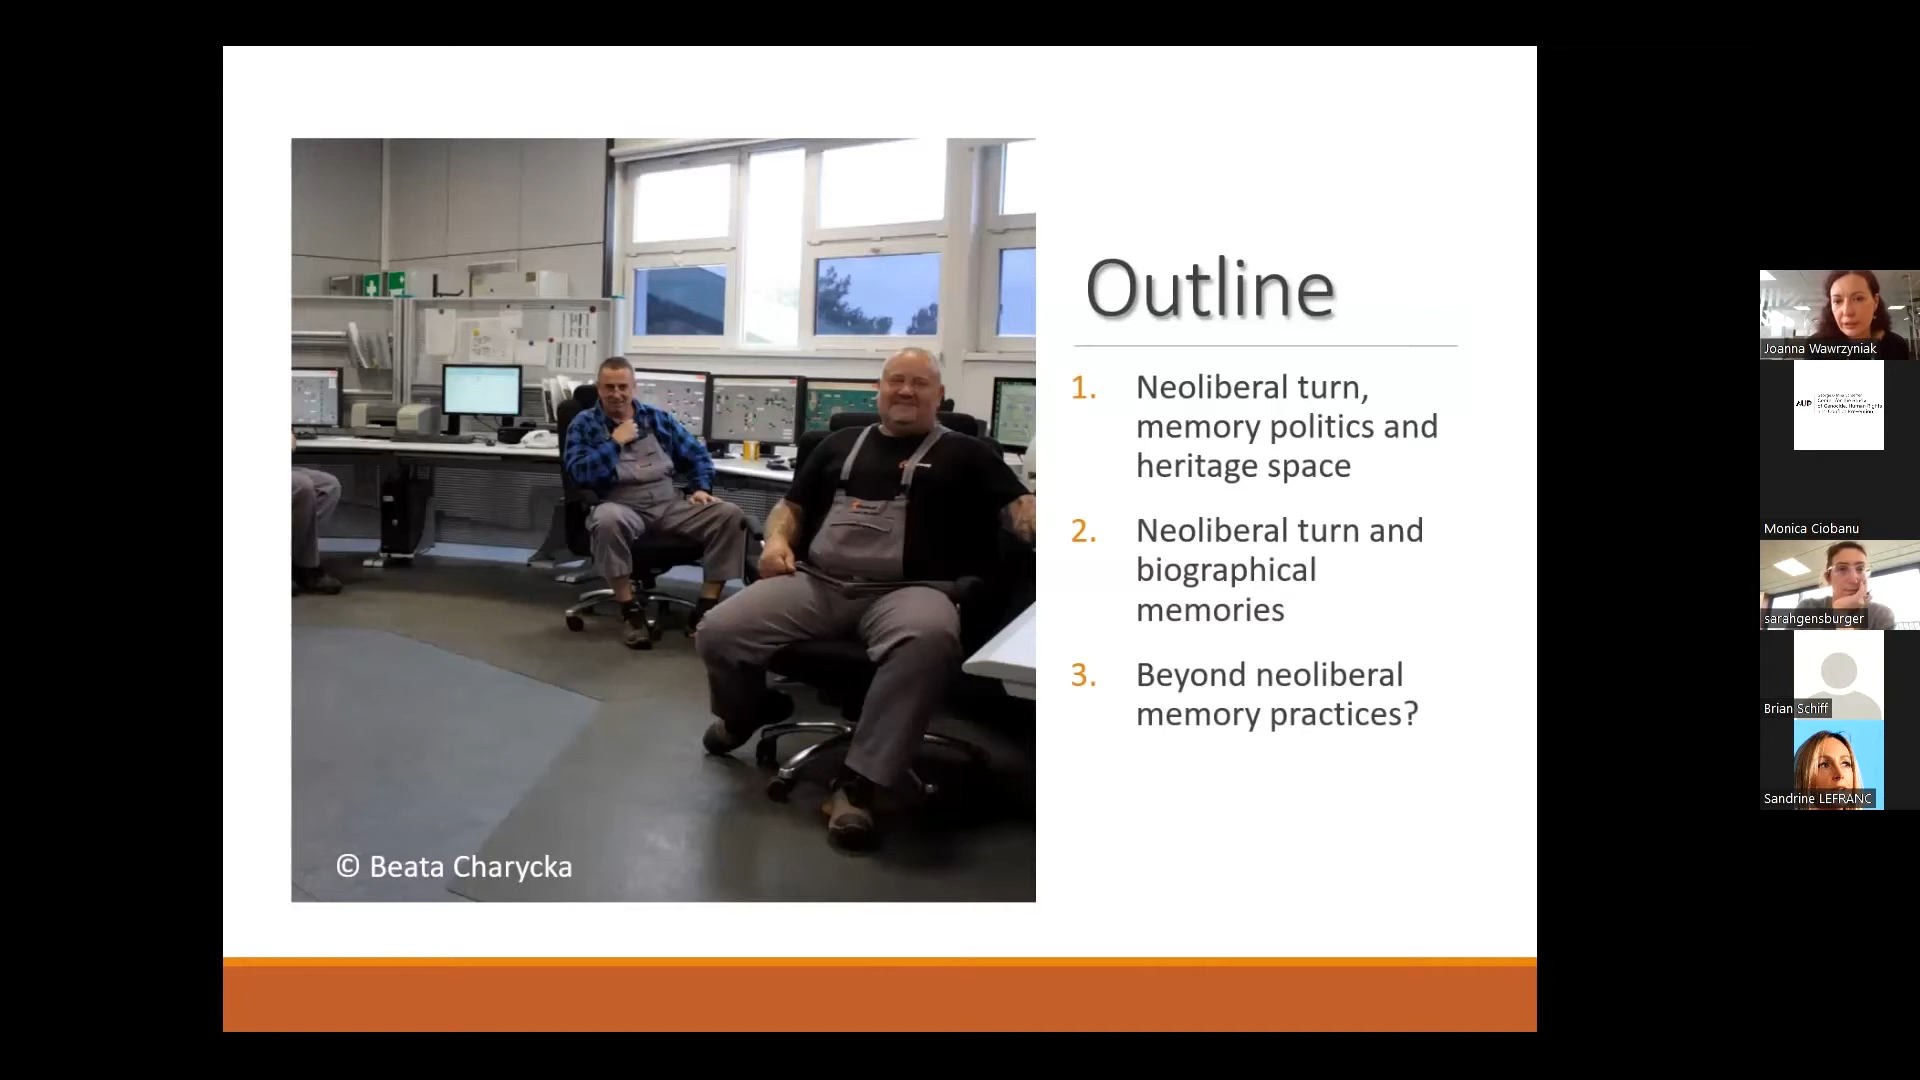 Outline
1. Neoliberal turn,
memory politics and
heritage space
2. Neoliberal turn and
biographical
memories
3. Beyond neoliberal
memory practices?
© Beata Charycka
Joanna Wawrzyniak
AUP
Monica Ciobanu
sarahgensburger
Brian Schiff
Sandrine LEFRANC